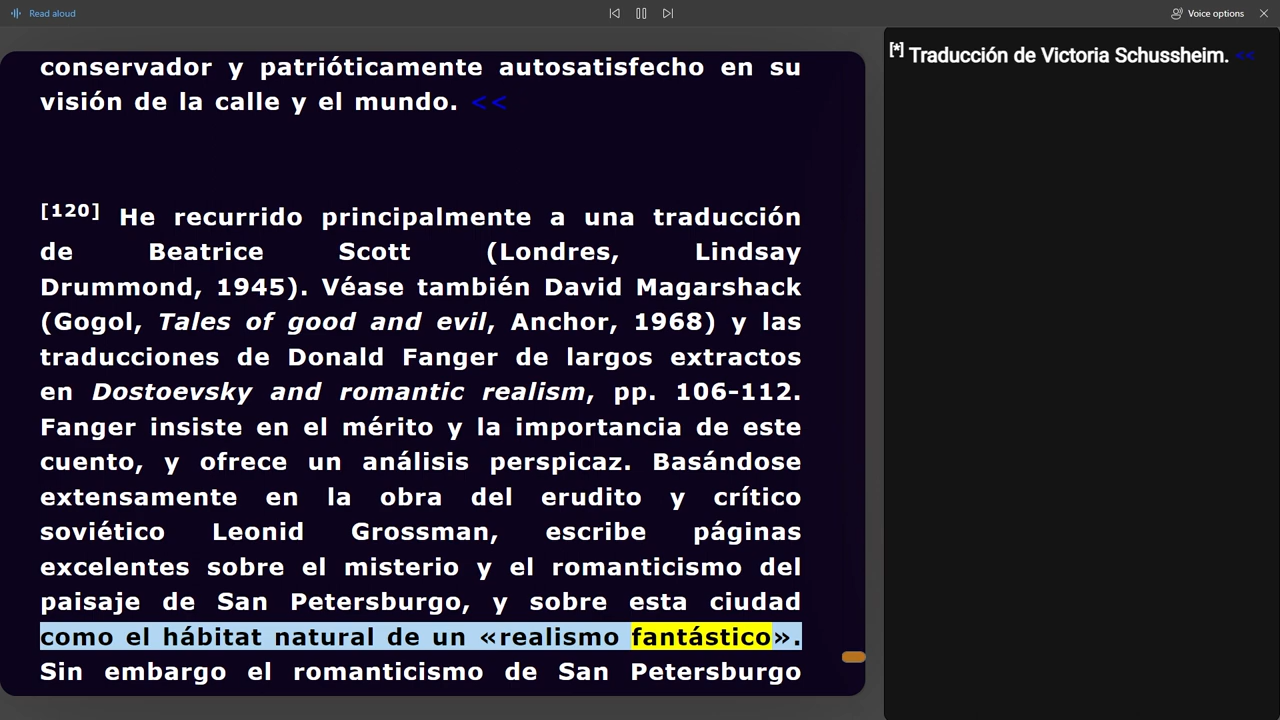 Read aloud
Voice options
conservador y patrióticamente autosatisfecho en su
visión de la calle y el mundo. <<
[120] He recurrido principalmente a una traducción
de Beatrice Scott (Londres, Lindsay
Drummond, 1945). Véase también David Magarshack
(Gogol, Tales of good and evil, Anchor, 1968) y las
traducciones de Donald Fanger de largos extractos
en Dostoevsky and romantic realism, pp. 106-112.
Fanger insiste en el mérito y la importancia de este
cuento, y ofrece un análisis perspicaz. Basándose
extensamente en la obra del erudito y crítico
soviético Leonid Grossman, escribe páginas
excelentes sobre el misterio y el romanticismo del
paisaje de San Petersburgo, y sobre esta ciudad
como el hábitat natural de un «realismo fantástico».
Sin embargo el romanticismo de San Petersburgo
[*] Traducción de Victoria Schussheim. <<